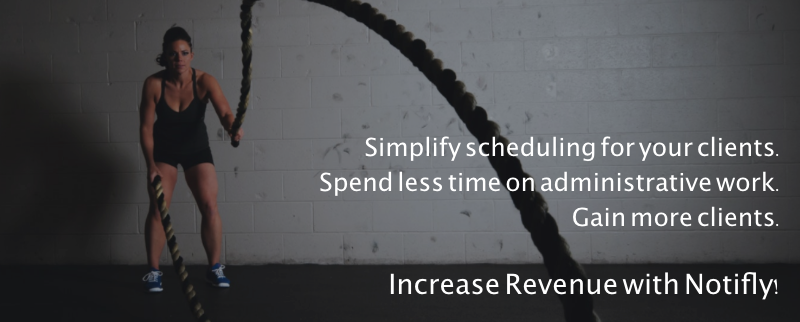 Simplify scheduling for your clients.
Spend less time on administrative work.
Gain more clients.
Increase Revenue with Notifly!